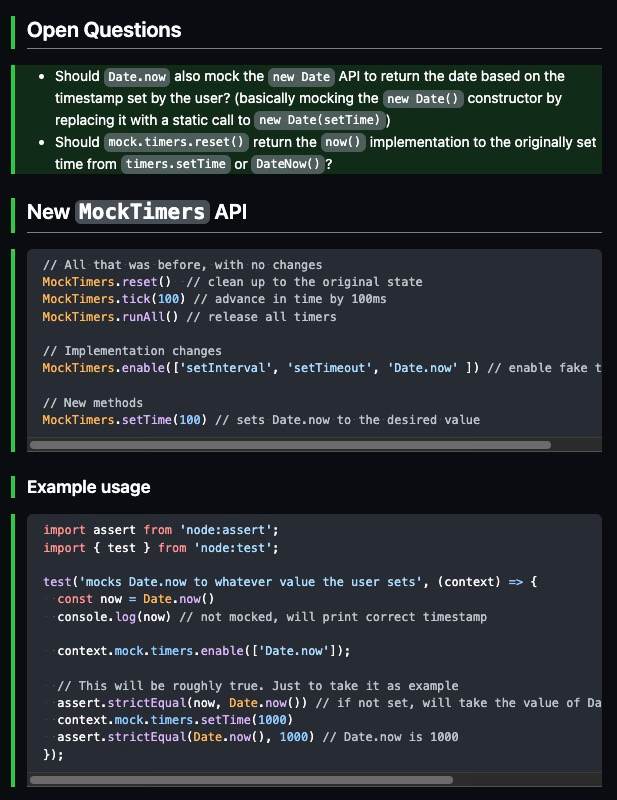 Open Questions
• Should Date.now also mock the new Date API to return the date based on the
timestamp set by the user? (basically mocking the new Date() constructor by
replacing it with a static call to new Date(setTime))
• Should mock.timers.reset() return the now() implementation to the originally set
time from timers.setTime or DateNow()?
New MockTimers API
// All that was before, with no changes
MockTimers.reset()  // clean up to the original state
MockTimers.tick(100) // advance in time by 100ms
MockTimers.runAll() // release all timers
// Implementation changes
MockTimers.enable(['setInterval', 'setTimeout', 'Date.now' ]) // enable fake t
// New methods
MockTimers.setTime(100) // sets Date.now to the desired value
Example usage
import assert from 'node:assert';
import { test } from 'node:test';
test('mocks Date.now to whatever value the user sets', (context) => {
  const now = Date.now()
  console.log(now) // not mocked, will print correct timestamp
  context.mock.timers.enable(['Date.now']);
  // This will be roughly true. Just to take it as example
  assert.strictEqual(now, Date.now()) // if not set, will take the value of Da
  context.mock.timers.setTime(1000)
  assert.strictEqual(Date.now(), 1000) // Date.now is 1000
});